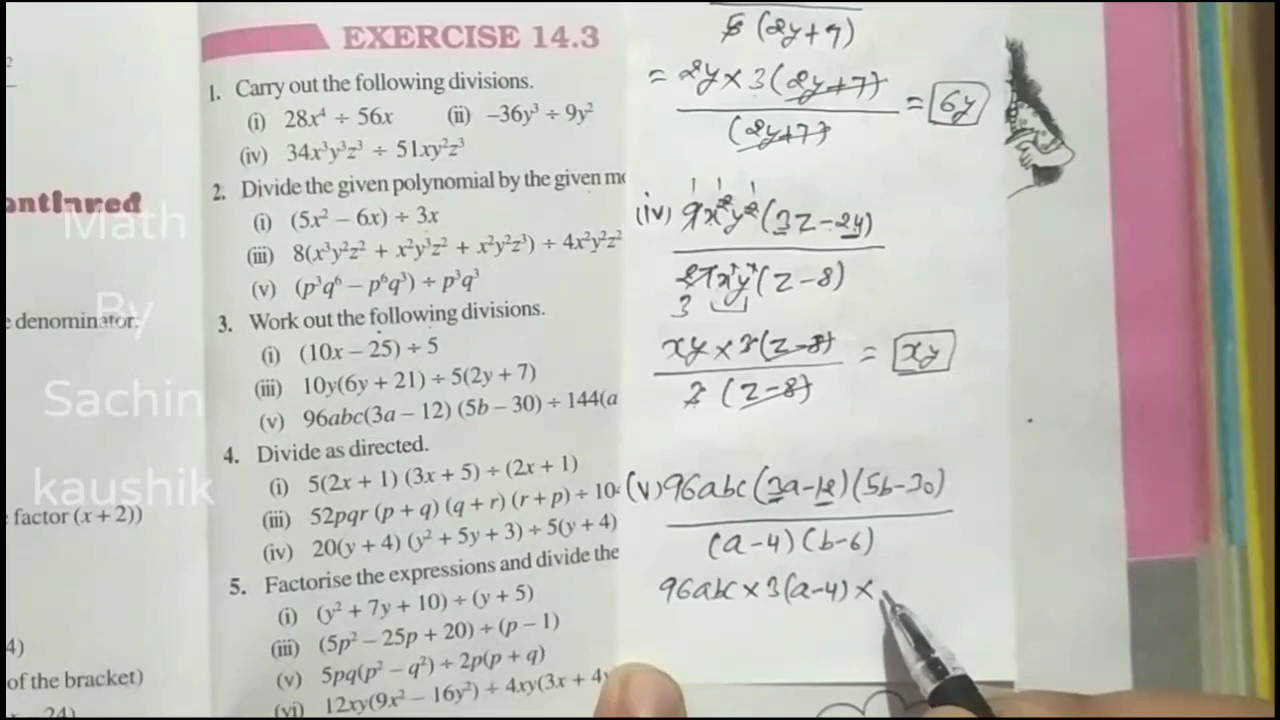 EXERCISE 14.3
1. Carry out the following divisions.
(i) 28x⁴ ÷ 56x (ii) –36y³ ÷ 9y²
(iv) 34x³y³z³ ÷ 51xy²z³
2. Divide the given polynomial by the given
(i) (5x² – 6x) ÷ 3x
(iii) 8(x³y²z² + x²y³z² + x²y²z³) ÷ 4x²y²z²
(v) (p³q⁶ – p⁶q³) ÷ p³q³
3. Work out the following divisions.
(i) (10x – 25) ÷ 5
(iii) 10y(6y + 21) ÷ 5(2y + 7)
(v) 96abc(3a – 12) (5b – 30) ÷ 144(a
4. Divide as directed.
(i) 5(2x + 1) (3x + 5) ÷ (2x + 1)
(iii) 52pqr (p + q) (q + r) (r + p) ÷ 10
(iv) 20(y + 4) (y² + 5y + 3) ÷ 5(y + 4)
5. Factorise the expressions and divide the
(i) (y² + 7y + 10) ÷ (y + 5)
(iii) (5p² – 25p + 20) ÷ (p – 1)
(v) 5pq(p² – q²) ÷ 2p(p + q)
(vi) 12xy(9x² – 16y²) ÷ 4xy(3x + 4
denominator.
factor (x + 2))
4)
of the bracket)
24)
Math
By
Sachin
kaushik
= 2y × 3(2y+7)
(2y+7)
= 6y
(iv) 9x²y²(3z-24)
27xy(z-8)
3
xy × 3(z-8)
3 (z-8)
= xy
(v) 96abc(3a-12)(5b-30)
(a-4)(b-6)
96abc × 3(a-4) ×